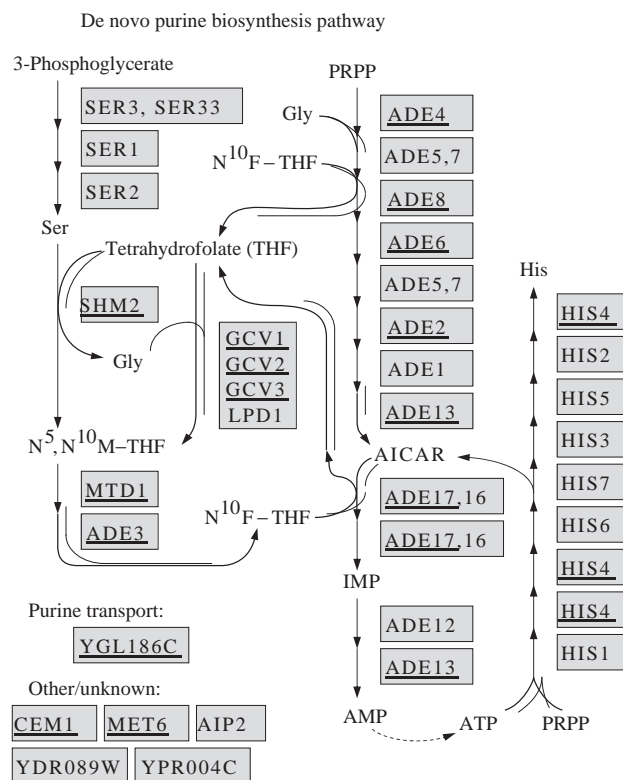 De novo purine biosynthesis pathway
3-Phosphoglycerate
SER3, SER33
SER1
SER2
Ser
Tetrahydrofolate (THF)
SHM2
Gly
GCV1
GCV2
GCV3
LPD1
N⁵,N¹⁰M–THF
MTD1
ADE3
N¹⁰F–THF
PRPP
Gly
N¹⁰F–THF
ADE4
ADE5,7
ADE8
ADE6
ADE5,7
ADE2
ADE1
ADE13
AICAR
ADE17,16
ADE17,16
IMP
ADE12
ADE13
AMP
ATP
PRPP
His
HIS4
HIS2
HIS5
HIS3
HIS7
HIS6
HIS4
HIS4
HIS1
Purine transport:
YGL186C
Other/unknown:
CEM1 MET6 AIP2
YDR089W YPR004C